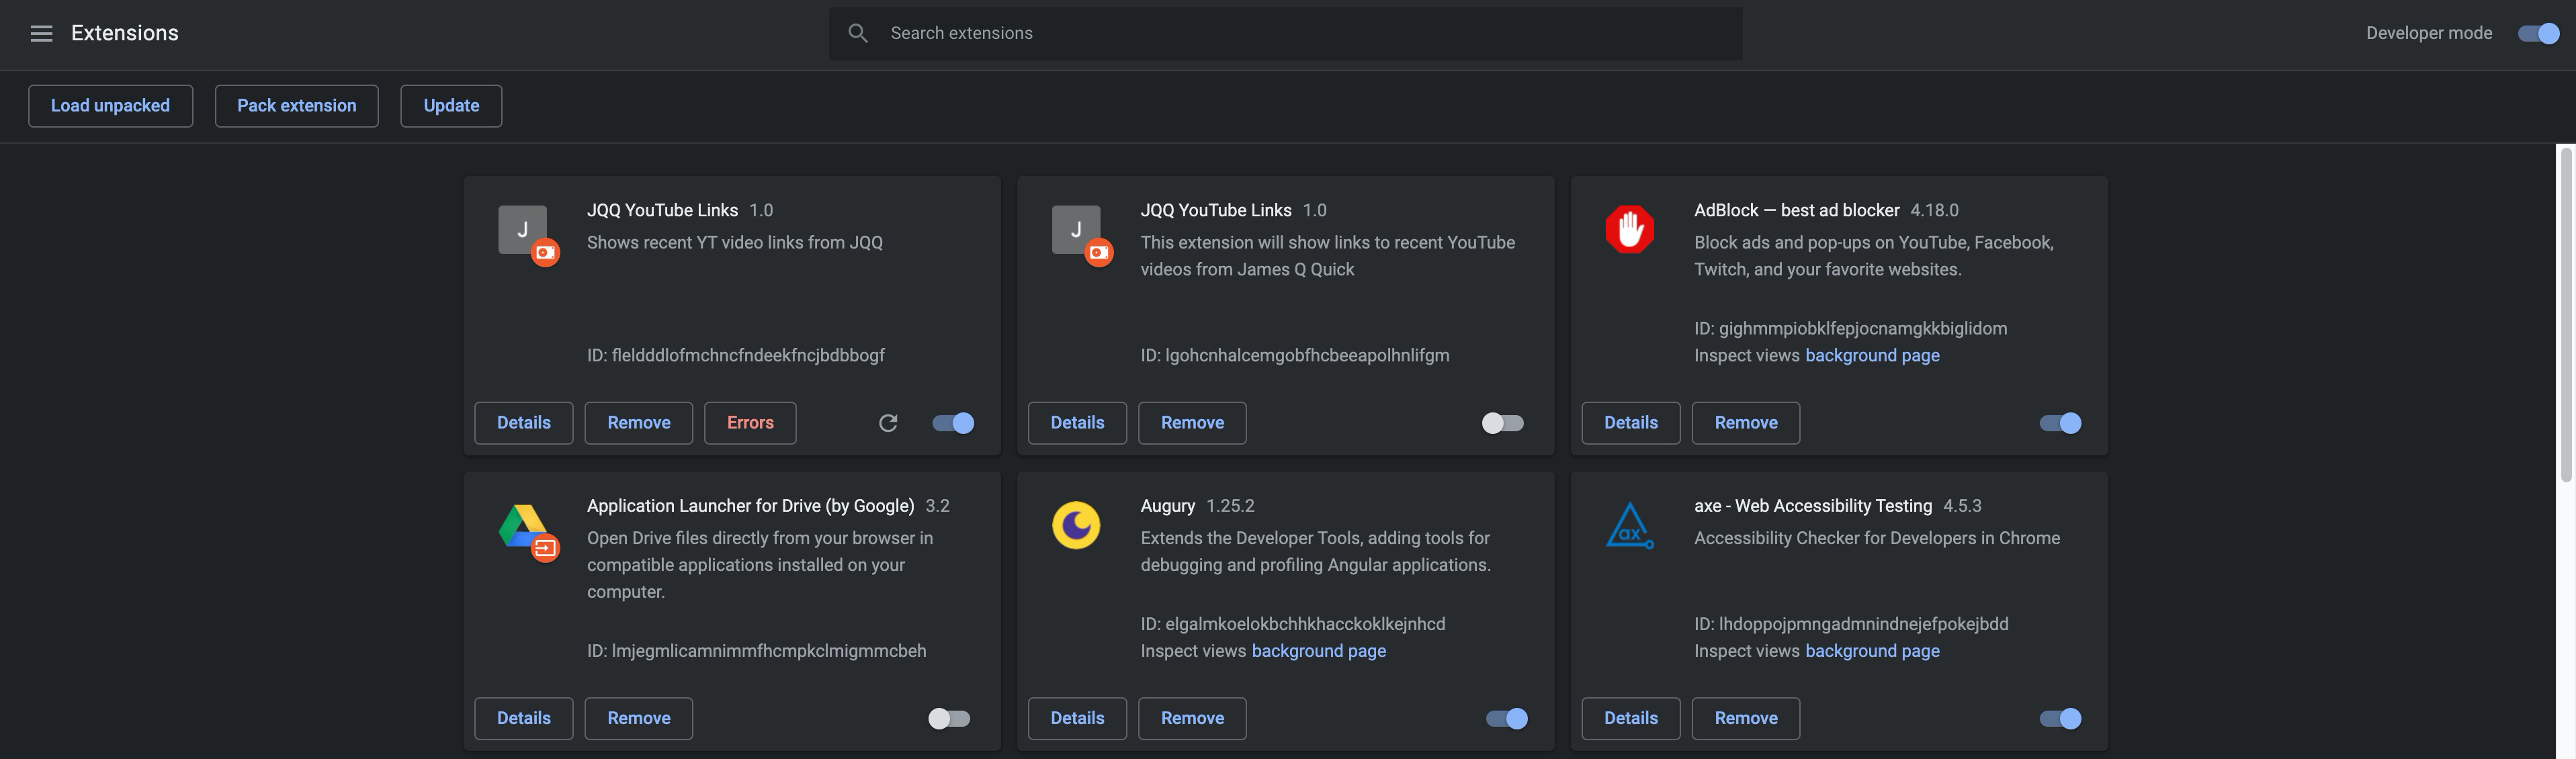 Extensions
Search extensions
Developer mode
Load unpacked
Pack extension
Update
J
JQQ YouTube Links 1.0
Shows recent YT video links from JQQ
ID: fleldddlofmchncfndeekfncjbdbbogf
Details
Remove
Errors
J
JQQ YouTube Links 1.0
This extension will show links to recent YouTube
videos from James Q Quick
ID: lgohcnhalcemgobfhcbeeapolhnlifgm
Details
Remove
AdBlock — best ad blocker 4.18.0
Block ads and pop-ups on YouTube, Facebook,
Twitch, and your favorite websites.
ID: gighmmpiobklfepjocnamgkkbiglidom
Inspect views background page
Details
Remove
Application Launcher for Drive (by Google) 3.2
Open Drive files directly from your browser in
compatible applications installed on your
computer.
ID: lmjegmlicamnimmfhcmpkclmigmmcbeh
Details
Remove
Augury 1.25.2
Extends the Developer Tools, adding tools for
debugging and profiling Angular applications.
ID: elgalmkoelokbchhkhacckoklkejnhcd
Inspect views background page
Details
Remove
ax
axe - Web Accessibility Testing 4.5.3
Accessibility Checker for Developers in Chrome
ID: lhdoppojpmngadmnindnejefpokejbdd
Inspect views background page
Details
Remove